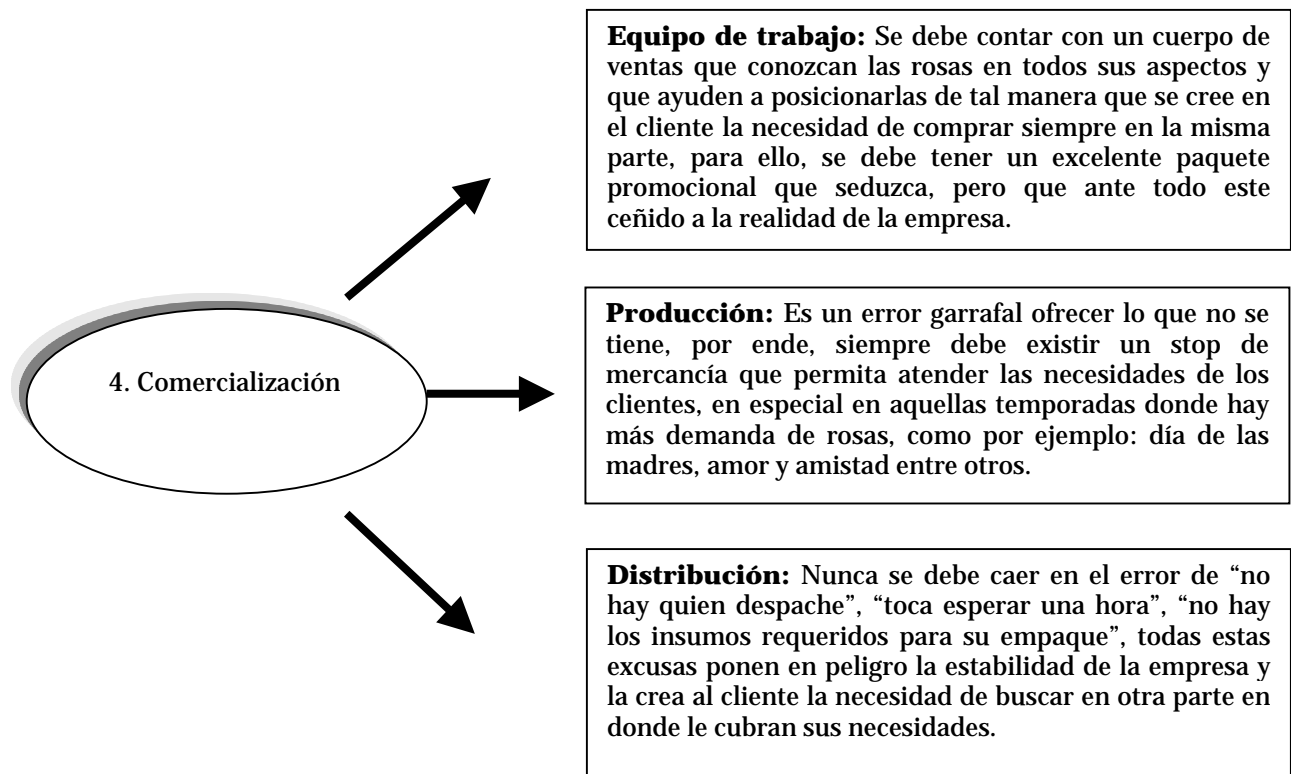 Equipo de trabajo: Se debe contar con un cuerpo de
ventas que conozcan las rosas en todos sus aspectos y
que ayuden a posicionarlas de tal manera que se cree en
el cliente la necesidad de comprar siempre en la misma
parte, para ello, se debe tener un excelente paquete
promocional que seduzca, pero que ante todo este
ceñido a la realidad de la empresa.
4. Comercialización
Producción: Es un error garrafal ofrecer lo que no se
tiene, por ende, siempre debe existir un stop de
mercancía que permita atender las necesidades de los
clientes, en especial en aquellas temporadas donde hay
más demanda de rosas, como por ejemplo: día de las
madres, amor y amistad entre otros.
Distribución: Nunca se debe caer en el error de “no
hay quien despache”, “toca esperar una hora”, “no hay
los insumos requeridos para su empaque”, todas estas
excusas ponen en peligro la estabilidad de la empresa y
la crea al cliente la necesidad de buscar en otra parte en
donde le cubran sus necesidades.